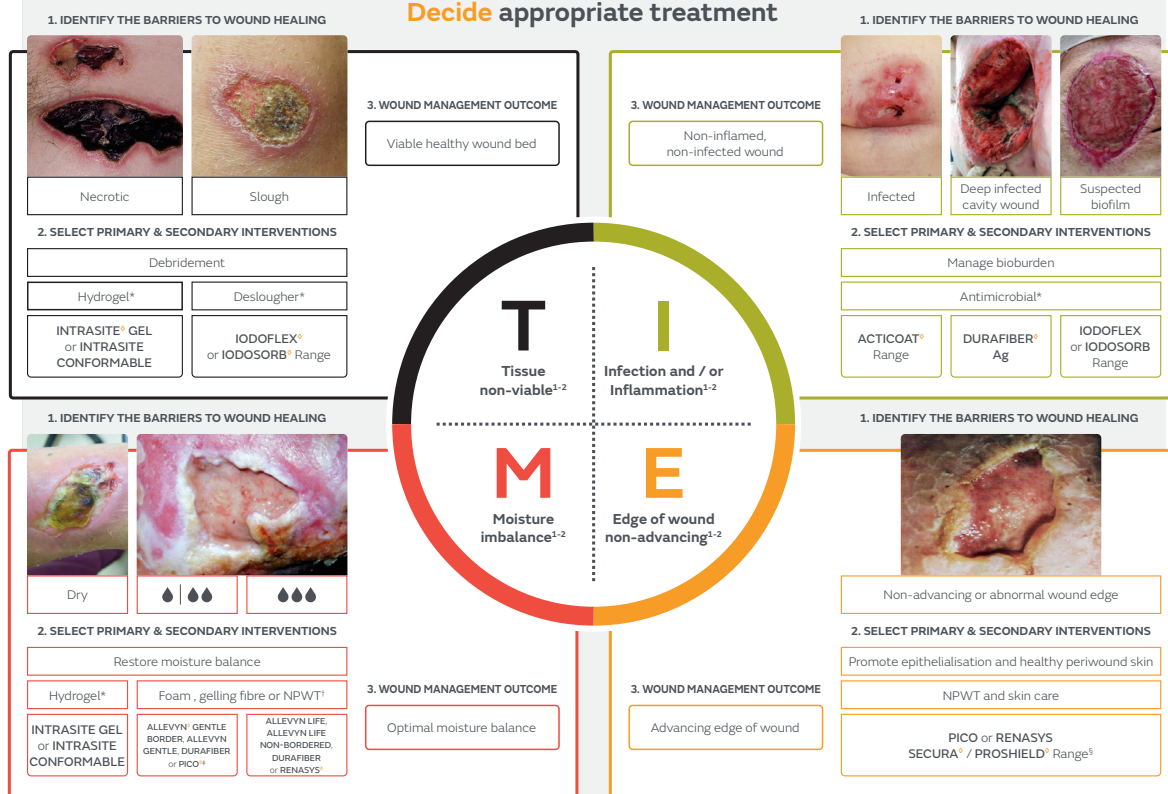 Decide appropriate treatment
1. IDENTIFY THE BARRIERS TO WOUND HEALING
Necrotic
Slough
2. SELECT PRIMARY & SECONDARY INTERVENTIONS
Debridement
Hydrogel*
Deslougher*
INTRASITE◊ GEL
or INTRASITE
CONFORMABLE
IODOFLEX◊
or IODOSORB◊ Range
3. WOUND MANAGEMENT OUTCOME
Viable healthy wound bed
1. IDENTIFY THE BARRIERS TO WOUND HEALING
3. WOUND MANAGEMENT OUTCOME
Non-inflamed,
non-infected wound
Infected
Deep infected
cavity wound
Suspected
biofilm
2. SELECT PRIMARY & SECONDARY INTERVENTIONS
Manage bioburden
Antimicrobial*
ACTICOAT◊
Range
DURAFIBER◊
Ag
IODOFLEX
or IODOSORB
Range
T
Tissue
non-viable1-2
I
Infection and / or
Inflammation1-2
M
Moisture
imbalance1-2
E
Edge of wound
non-advancing1-2
1. IDENTIFY THE BARRIERS TO WOUND HEALING
Dry
2. SELECT PRIMARY & SECONDARY INTERVENTIONS
Restore moisture balance
Hydrogel*
Foam , gelling fibre or NPWT†
INTRASITE GEL
or INTRASITE
CONFORMABLE
ALLEVYN◊ GENTLE
BORDER, ALLEVYN
GENTLE, DURAFIBER
or PICO◊‡
ALLEVYN LIFE,
ALLEVYN LIFE
NON-BORDERED,
DURAFIBER
or RENASYS◊
3. WOUND MANAGEMENT OUTCOME
Optimal moisture balance
1. IDENTIFY THE BARRIERS TO WOUND HEALING
Non-advancing or abnormal wound edge
2. SELECT PRIMARY & SECONDARY INTERVENTIONS
Promote epithelialisation and healthy periwound skin
NPWT and skin care
PICO or RENASYS
SECURA◊ / PROSHIELD◊ Range§
3. WOUND MANAGEMENT OUTCOME
Advancing edge of wound